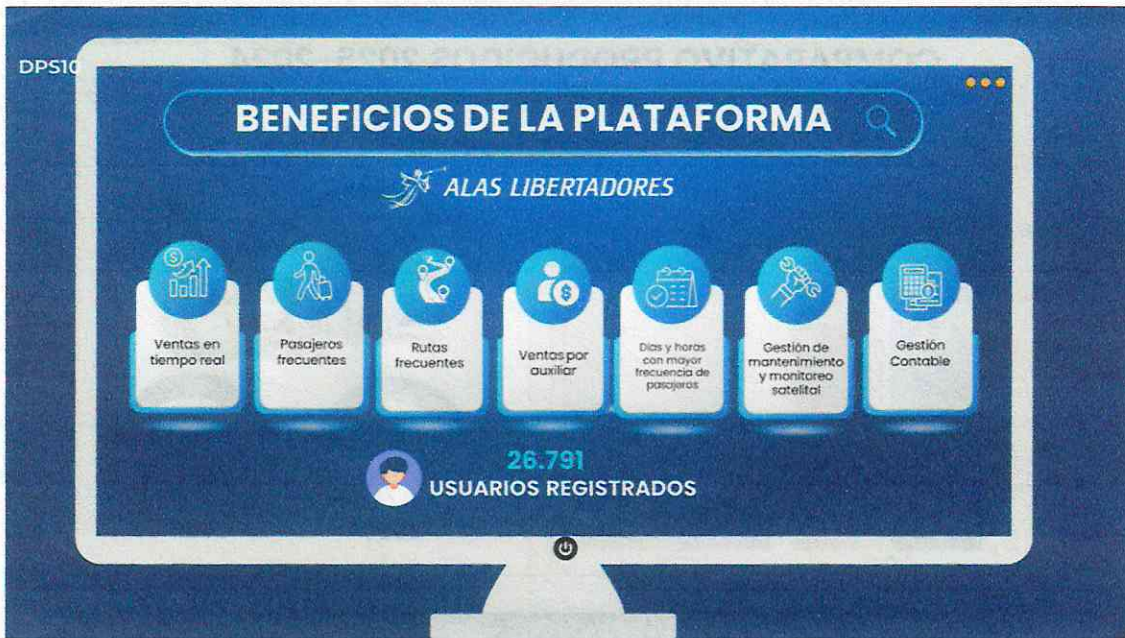 DPS10
BENEFICIOS DE LA PLATAFORMA
ALAS LIBERTADORES
Ventas en
tiempo real
Pasajeros
frecuentes
Rutas
frecuentes
Ventas por
auxiliar
Días y horas
con mayor
frecuencia de
pasajeros
Gestión de
mantenimiento
y monitoreo
satelital
Gestión
Contable
26.791
USUARIOS REGISTRADOS